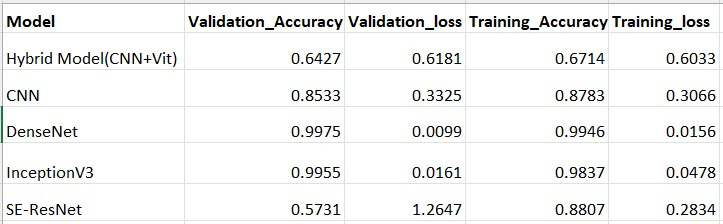 Model Validation_Accuracy Validation_loss Training_Accuracy Training_loss
Hybrid Model(CNN+Vit) 0.6427 0.6181 0.6714 0.6033
CNN 0.8533 0.3325 0.8783 0.3066
DenseNet 0.9975 0.0099 0.9946 0.0156
InceptionV3 0.9955 0.0161 0.9837 0.0478
SE-ResNet 0.5731 1.2647 0.8807 0.2834